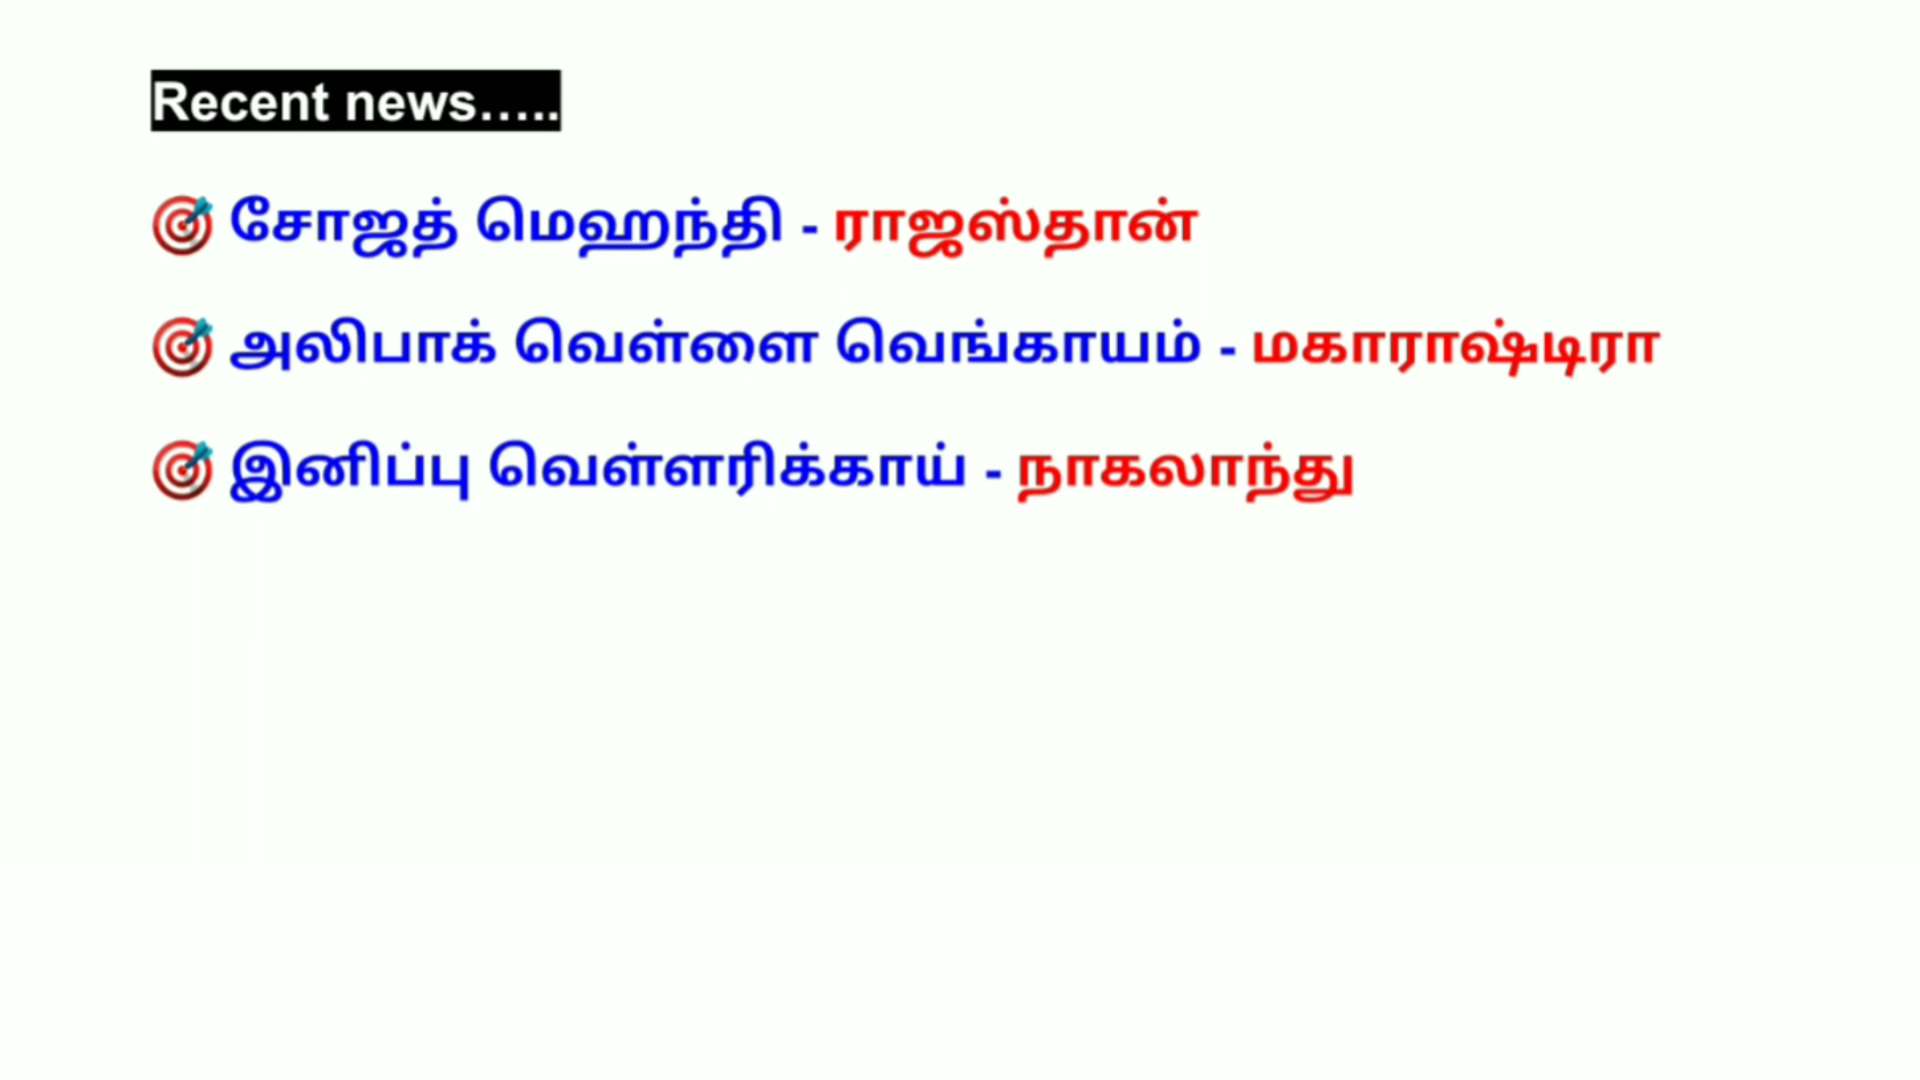 Recent news.....
🎯 சோஜத் மெஹந்தி - ராஜஸ்தான்
🎯 அலிபாக் வெள்ளை வெங்காயம் - மகாராஷ்டிரா
🎯 இனிப்பு வெள்ளரிக்காய் - நாகலாந்து